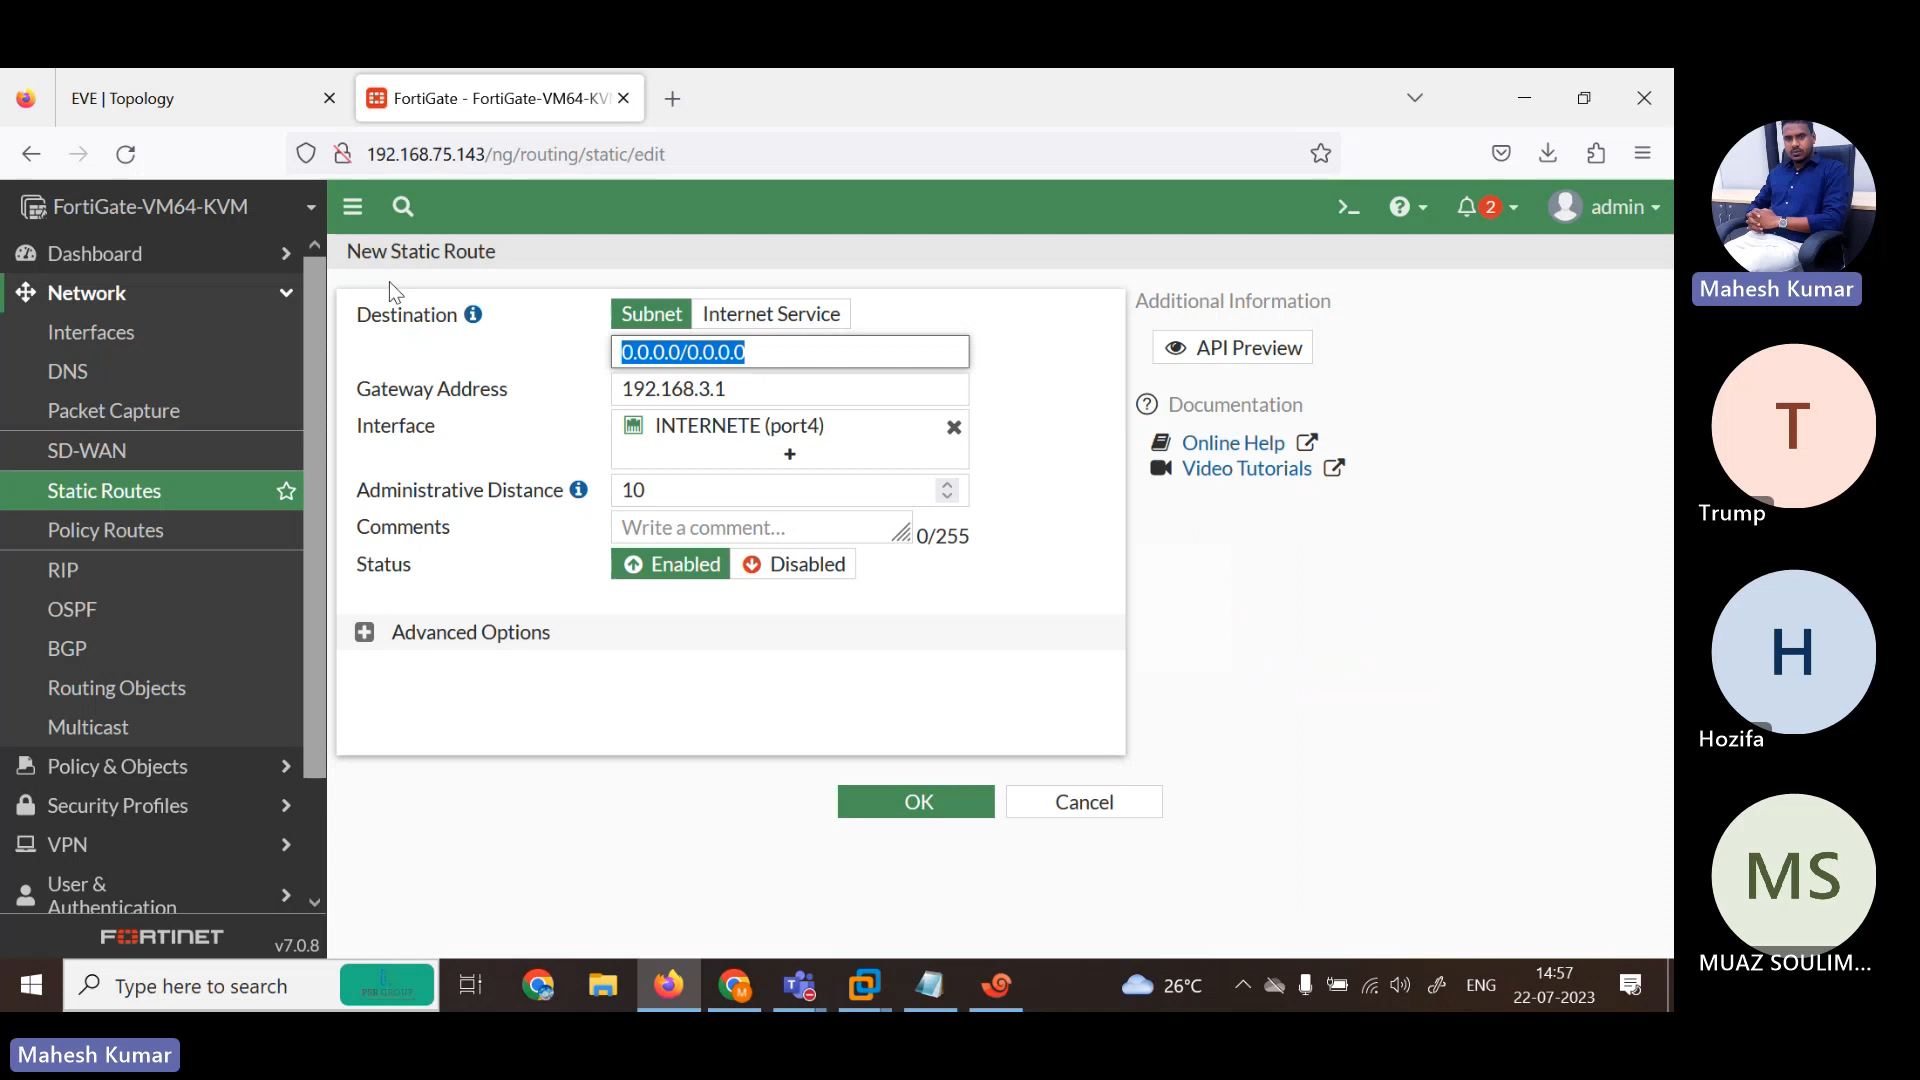 EVE | Topology
FortiGate - FortiGate-VM64-KV
192.168.75.143/ng/routing/static/edit
FortiGate-VM64-KVM
2
admin
Dashboard
Network
Interfaces
DNS
Packet Capture
SD-WAN
Static Routes
Policy Routes
RIP
OSPF
BGP
Routing Objects
Multicast
Policy & Objects
Security Profiles
VPN
User &
Authentication
FORTINET
v7.0.8
New Static Route
Destination
Subnet
Internet Service
0.0.0.0/0.0.0.0
Gateway Address
192.168.3.1
Interface
INTERNETE (port4)
Administrative Distance
10
Comments
Write a comment...
0/255
Status
Enabled
Disabled
Advanced Options
OK
Cancel
Additional Information
API Preview
Documentation
Online Help
Video Tutorials
Mahesh Kumar
T
Trump
H
Hozifa
MS
MUAZ SOULIM...
Type here to search
PSR GROUP
26°C
ENG
14:57
22-07-2023
Mahesh Kumar